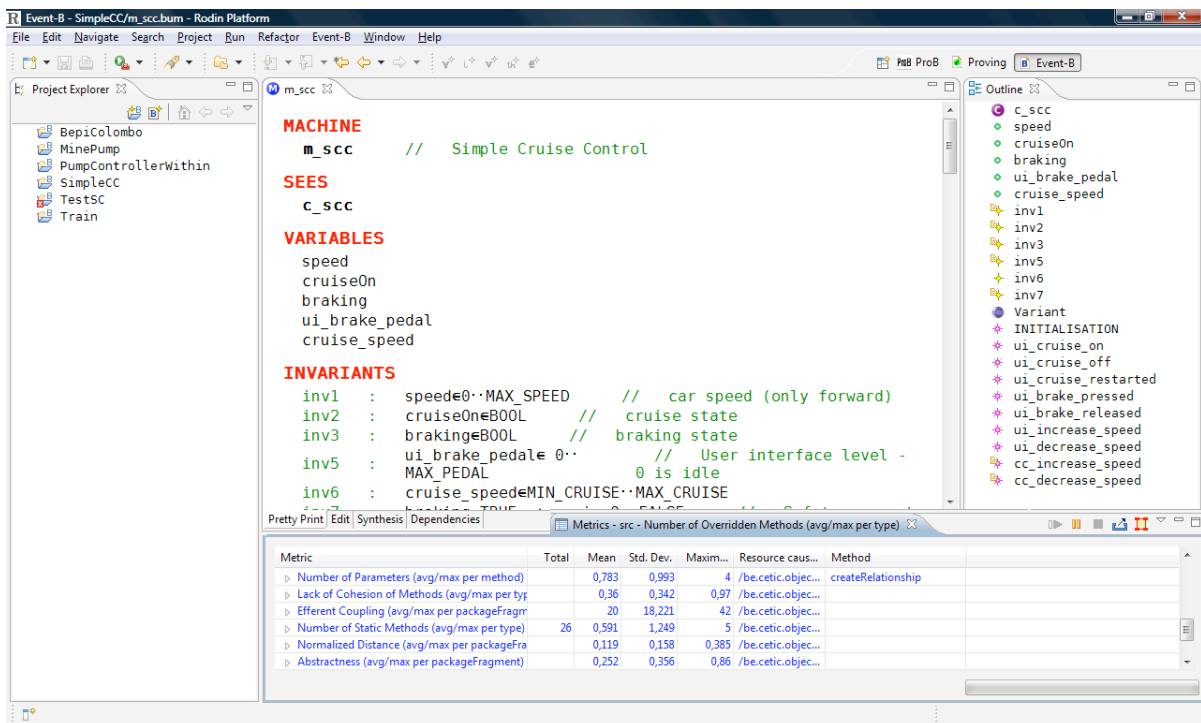 Event-B - SimpleCC/m_scc.bum - Rodin Platform
File Edit Navigate Search Project Run Refactor Event-B Window Help
ProB Proving Event-B
Project Explorer
BepiColombo
MinePump
PumpControllerWithin
SimpleCC
TestSC
Train
m_scc
MACHINE
m_scc // Simple Cruise Control
SEES
c_scc
VARIABLES
speed
cruiseOn
braking
ui_brake_pedal
cruise_speed
INVARIANTS
inv1 : speed∈0‥MAX_SPEED // car speed (only forward)
inv2 : cruiseOn∈BOOL // cruise state
inv3 : braking∈BOOL // braking state
inv5 : ui_brake_pedal∈ 0‥ // User interface level -
MAX_PEDAL 0 is idle
inv6 : cruise_speed∈MIN_CRUISE‥MAX_CRUISE
Pretty Print Edit Synthesis Dependencies
Outline
c_scc
speed
cruiseOn
braking
ui_brake_pedal
cruise_speed
inv1
inv2
inv3
inv5
inv6
inv7
Variant
INITIALISATION
ui_cruise_on
ui_cruise_off
ui_cruise_restarted
ui_brake_pressed
ui_brake_released
ui_increase_speed
ui_decrease_speed
cc_increase_speed
cc_decrease_speed
Metrics - src - Number of Overridden Methods (avg/max per type)
Metric Total Mean Std. Dev. Maxim... Resource caus... Method
Number of Parameters (avg/max per method) 0,783 0,993 4 /be.cetic.objec... createRelationship
Lack of Cohesion of Methods (avg/max per typ 0,36 0,342 0,97 /be.cetic.objec...
Efferent Coupling (avg/max per packageFragm 20 18,221 42 /be.cetic.objec...
Number of Static Methods (avg/max per type) 26 0,591 1,249 5 /be.cetic.objec...
Normalized Distance (avg/max per packageFra 0,119 0,158 0,385 /be.cetic.objec...
Abstractness (avg/max per packageFragment) 0,252 0,356 0,86 /be.cetic.objec...